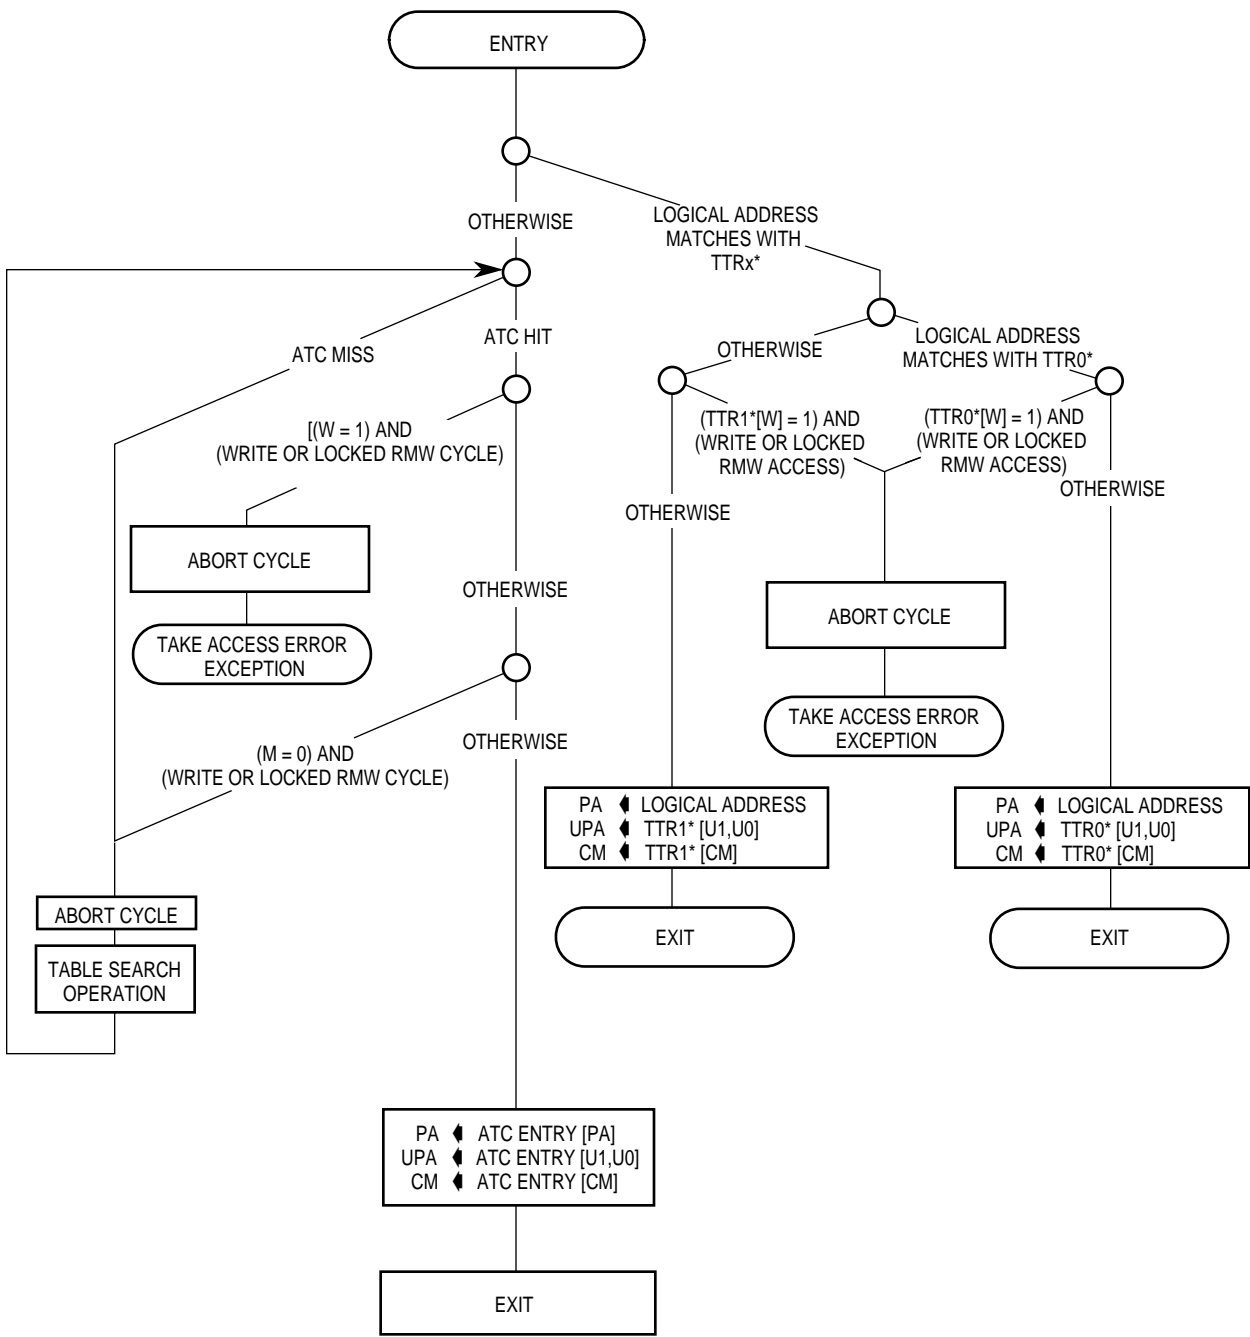 ENTRY
OTHERWISE
LOGICAL ADDRESS
MATCHES WITH
TTRx*
ATC MISS
ATC HIT
OTHERWISE
LOGICAL ADDRESS
MATCHES WITH TTR0*
[(W = 1) AND
(WRITE OR LOCKED RMW CYCLE)
(TTR1*[W] = 1) AND
(WRITE OR LOCKED
RMW ACCESS)
(TTR0*[W] = 1) AND
(WRITE OR LOCKED
RMW ACCESS)
OTHERWISE
OTHERWISE
ABORT CYCLE
TAKE ACCESS ERROR
EXCEPTION
OTHERWISE
ABORT CYCLE
TAKE ACCESS ERROR
EXCEPTION
(M = 0) AND
(WRITE OR LOCKED RMW CYCLE)
OTHERWISE
PA LOGICAL ADDRESS
UPA TTR1* [U1,U0]
CM TTR1* [CM]
EXIT
PA LOGICAL ADDRESS
UPA TTR0* [U1,U0]
CM TTR0* [CM]
EXIT
ABORT CYCLE
TABLE SEARCH
OPERATION
PA ATC ENTRY [PA]
UPA ATC ENTRY [U1,U0]
CM ATC ENTRY [CM]
EXIT